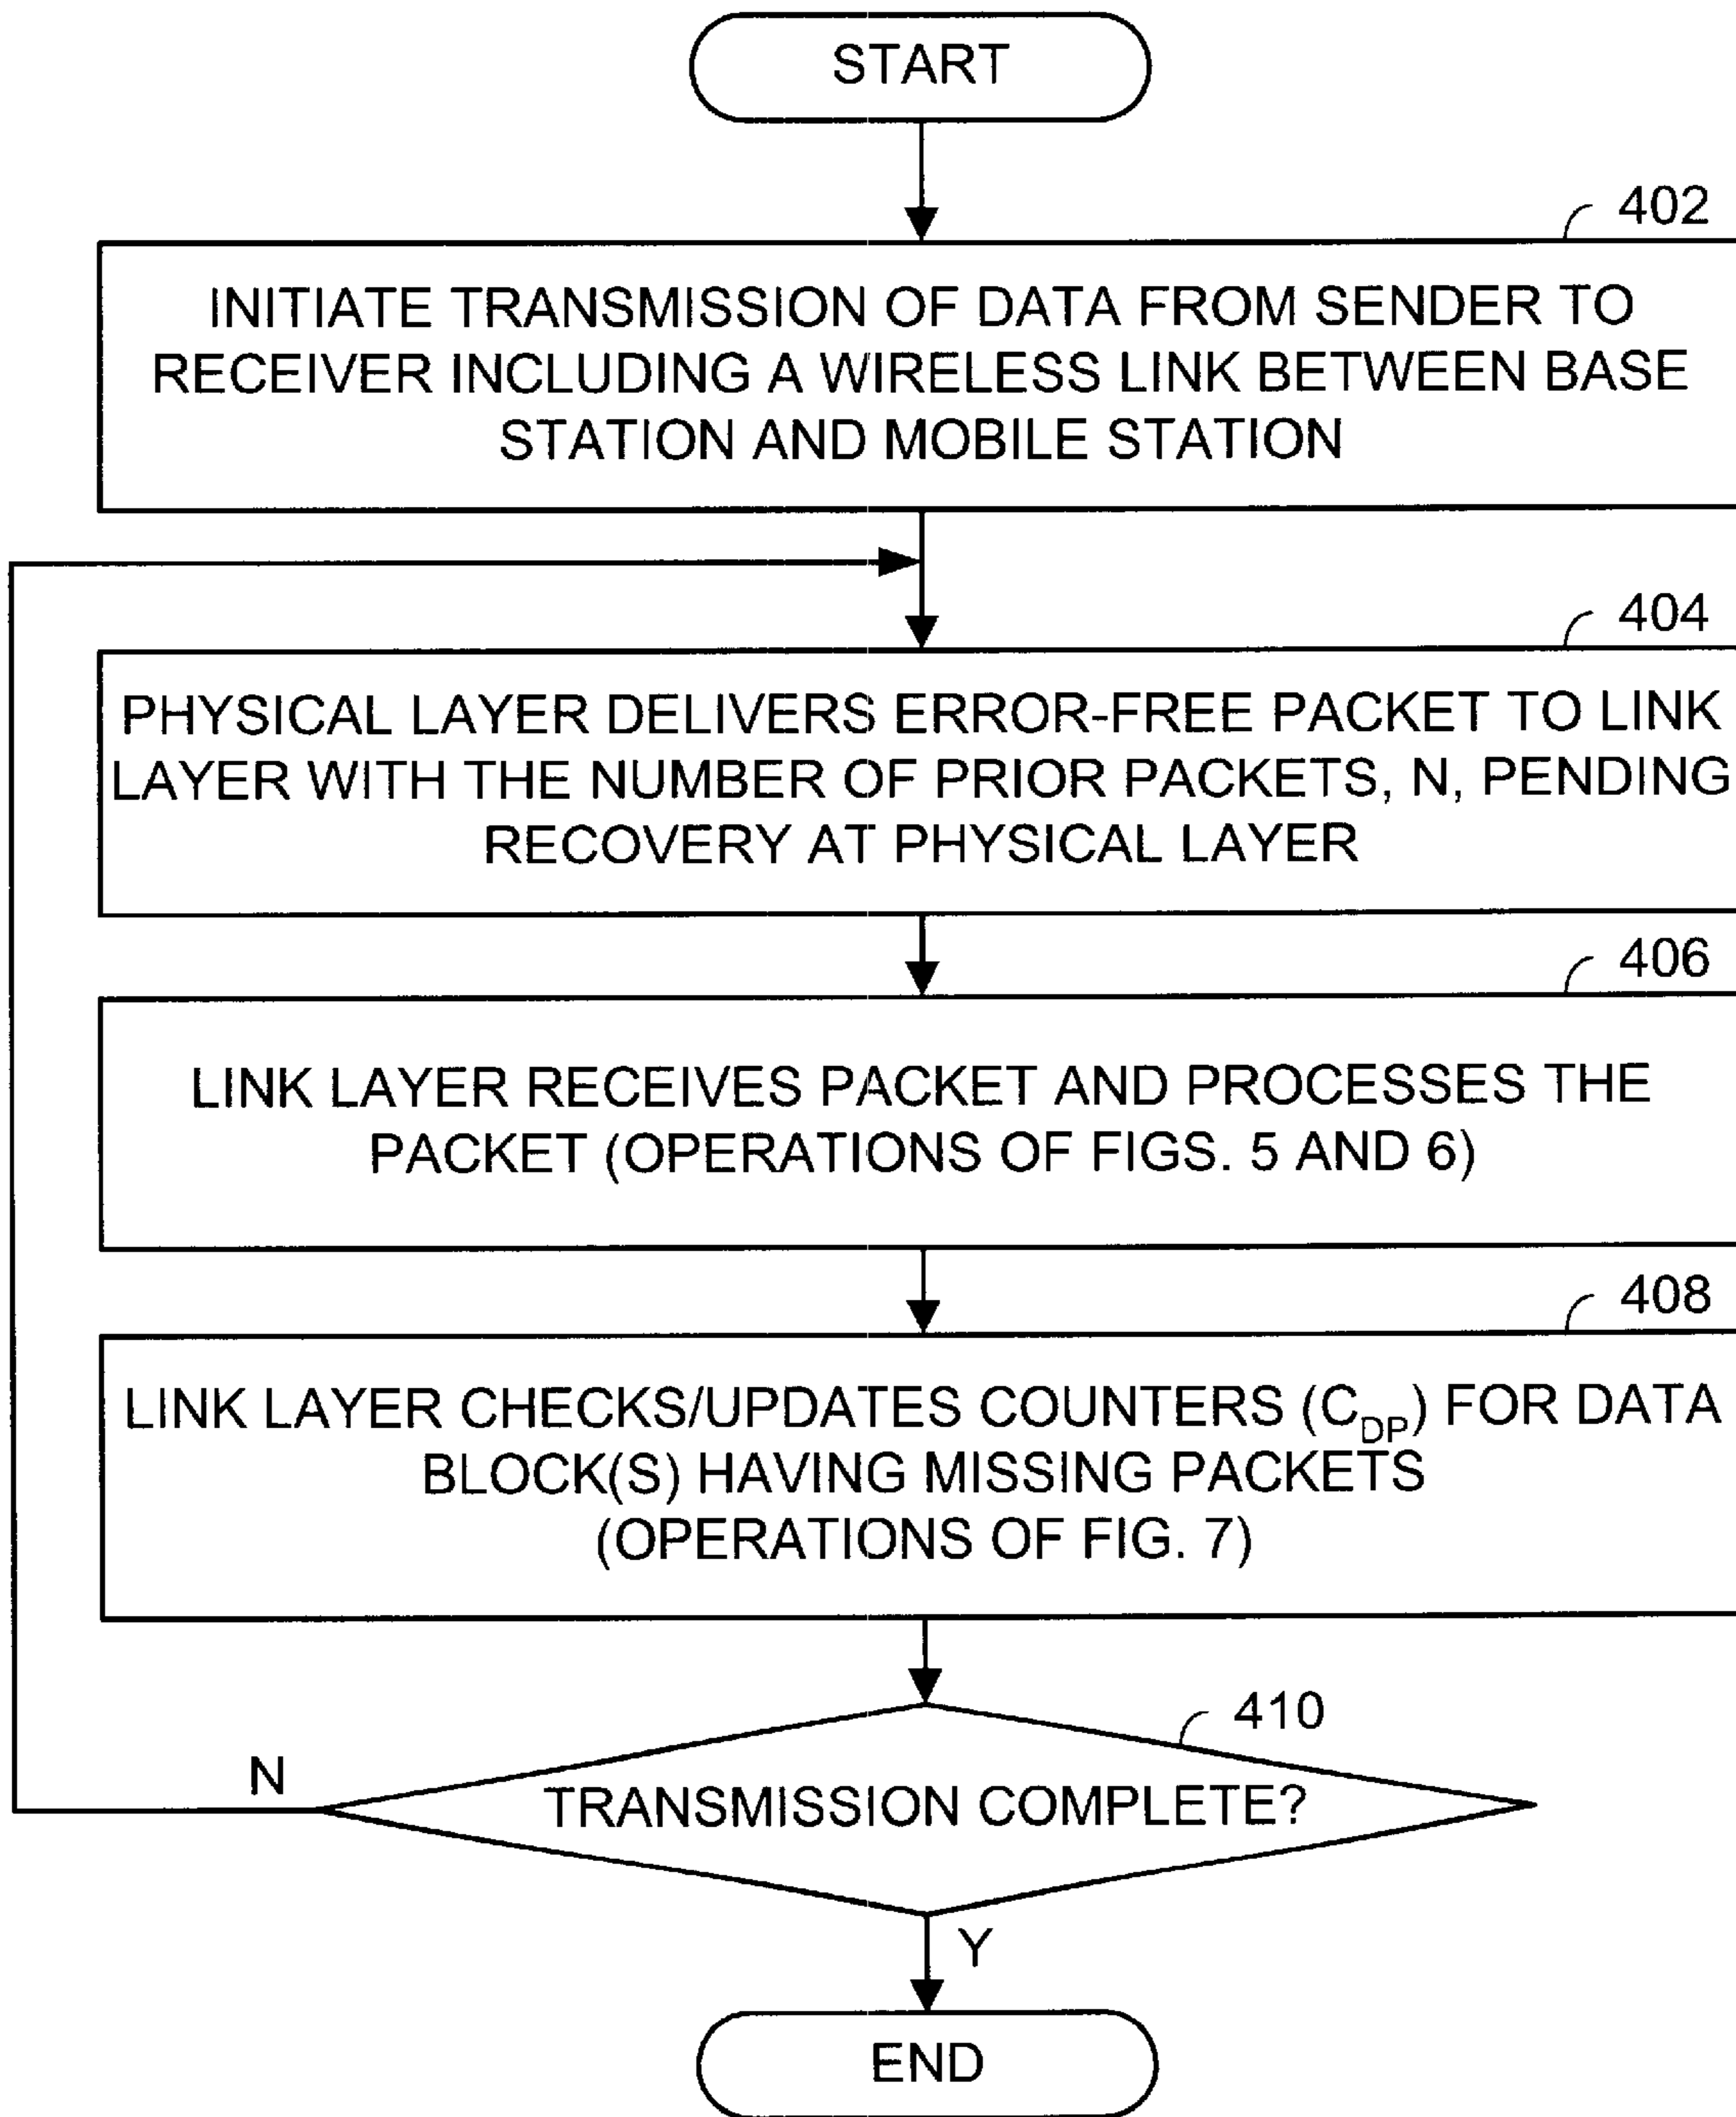 START
402
INITIATE TRANSMISSION OF DATA FROM SENDER TO
RECEIVER INCLUDING A WIRELESS LINK BETWEEN BASE
STATION AND MOBILE STATION
404
PHYSICAL LAYER DELIVERS ERROR-FREE PACKET TO LINK
LAYER WITH THE NUMBER OF PRIOR PACKETS, N, PENDING
RECOVERY AT PHYSICAL LAYER
406
LINK LAYER RECEIVES PACKET AND PROCESSES THE
PACKET (OPERATIONS OF FIGS. 5 AND 6)
408
LINK LAYER CHECKS/UPDATES COUNTERS (C_DP) FOR DATA
BLOCK(S) HAVING MISSING PACKETS
(OPERATIONS OF FIG. 7)
410
N
TRANSMISSION COMPLETE?
Y
END